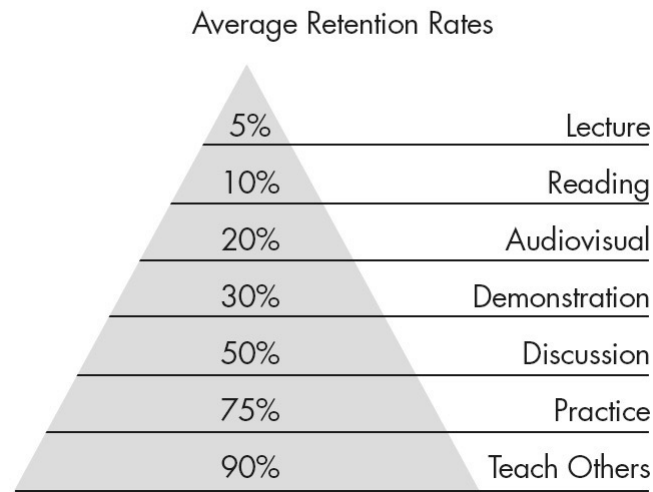 Average Retention Rates
5% Lecture
10% Reading
20% Audiovisual
30% Demonstration
50% Discussion
75% Practice
90% Teach Others